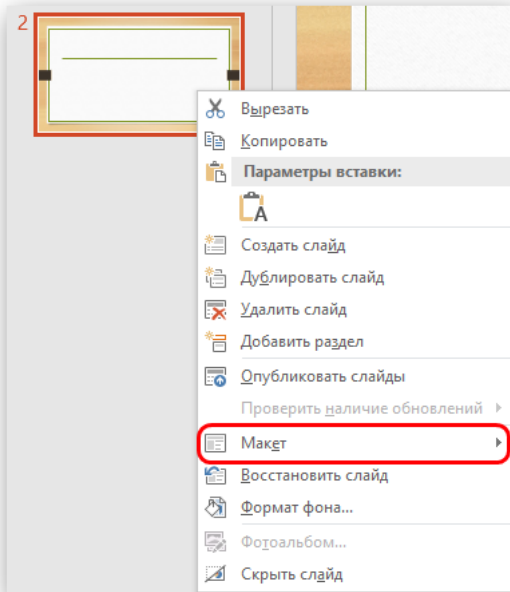 2
Вырезать
Копировать
Параметры вставки:
A
Создать слайд
Дублировать слайд
Удалить слайд
Добавить раздел
Опубликовать слайды
Проверить наличие обновлений
Макет
Восстановить слайд
Формат фона...
Фотоальбом...
Скрыть слайд